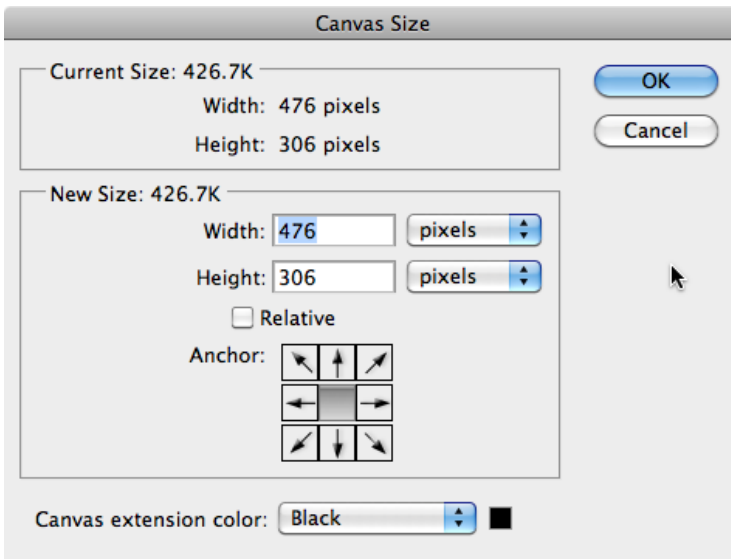 Canvas Size
Current Size: 426.7K
Width: 476 pixels
Height: 306 pixels
OK
Cancel
New Size: 426.7K
Width: 476 pixels
Height: 306 pixels
Relative
Anchor:
Canvas extension color: Black